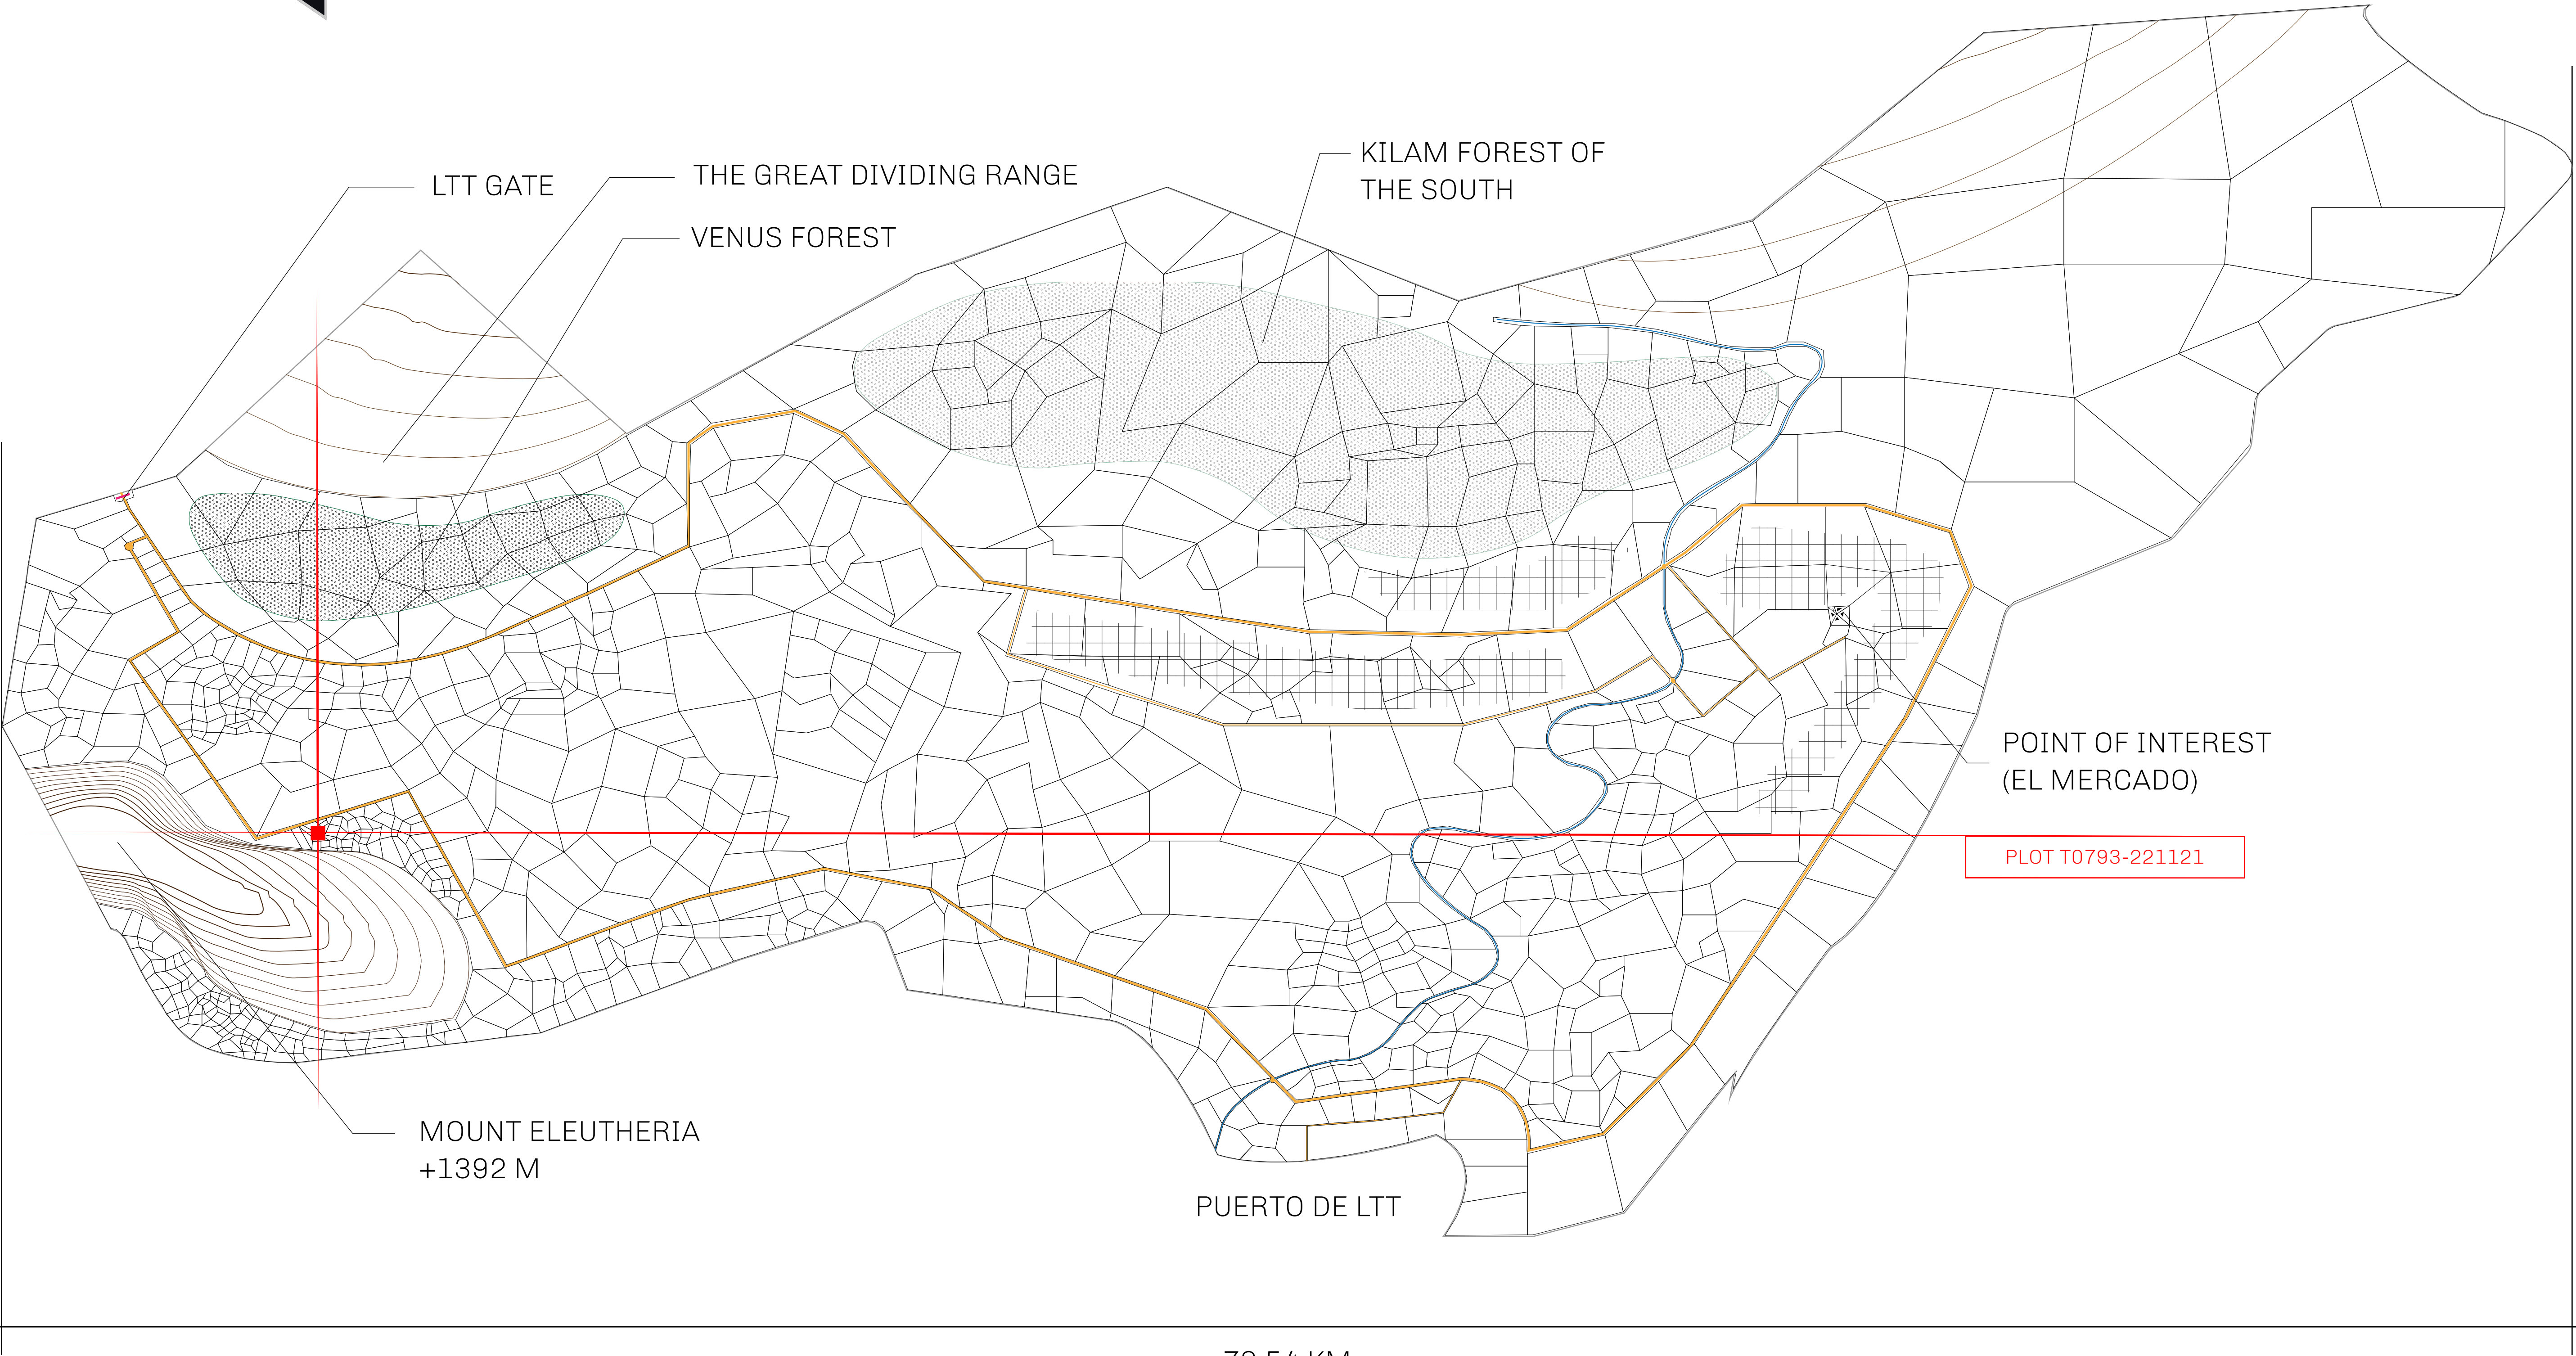 KILAM FOREST OF
THE SOUTH
LTT GATE
THE GREAT DIVIDING RANGE
VENUS FOREST
POINT OF INTEREST
(EL MERCADO)
PLOT T0793-221121
MOUNT ELEUTHERIA
+1392 M
PUERTO DE LTT
KM